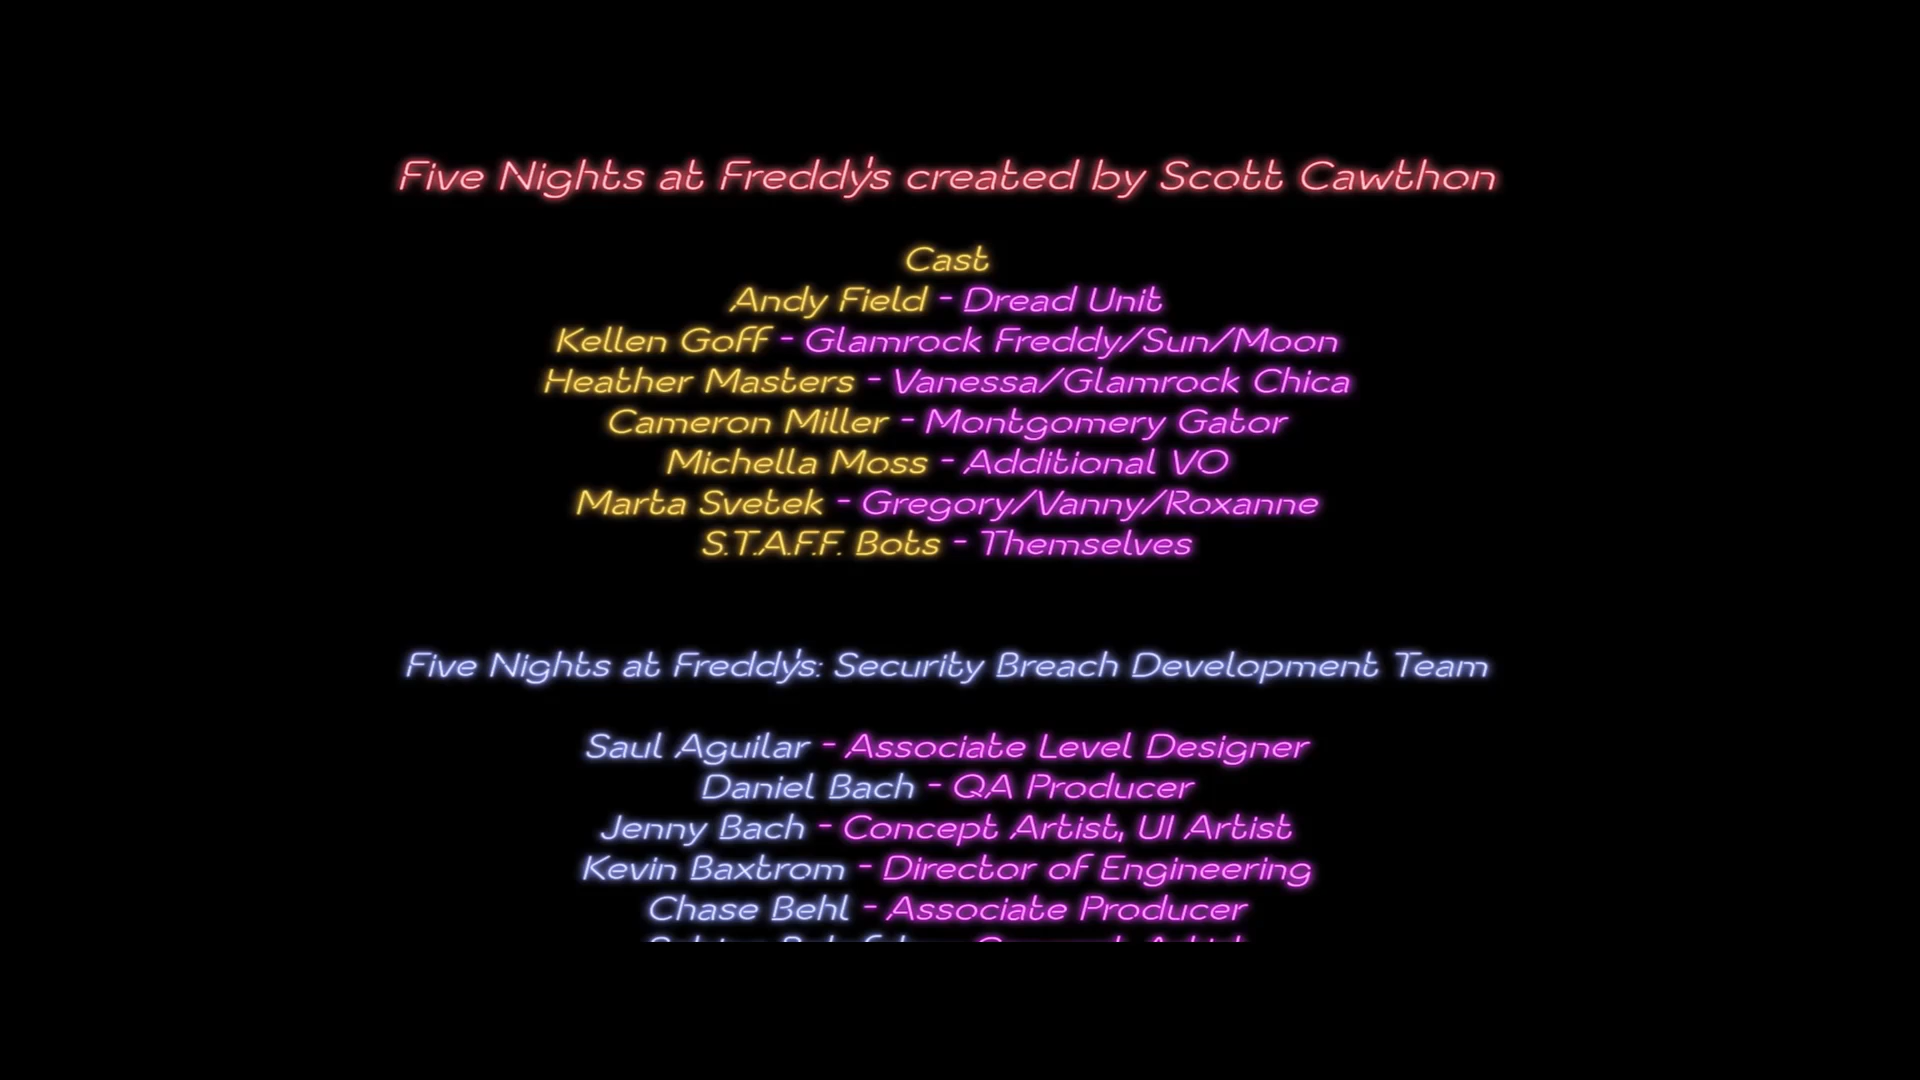 Five Nights at Freddy's created by Scott Cawthon
Cast
Andy Field - Dread Unit
Kellen Goff - Glamrock Freddy/Sun/Moon
Heather Masters - Vanessa/Glamrock Chica
Cameron Miller - Montgomery Gator
Michella Moss - Additional VO
Marta Svetek - Gregory/Vanny/Roxanne
S.T.A.F.F. Bots - Themselves
Five Nights at Freddy's: Security Breach Development Team
Saul Aguilar - Associate Level Designer
Daniel Bach - QA Producer
Jenny Bach - Concept Artist, UI Artist
Kevin Baxtrom - Director of Engineering
Chase Behl - Associate Producer